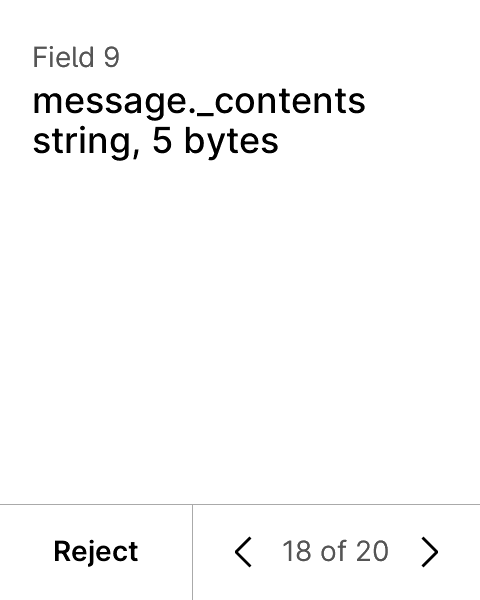 Field 9
message._contents
string, 5 bytes
Reject
18 of 20